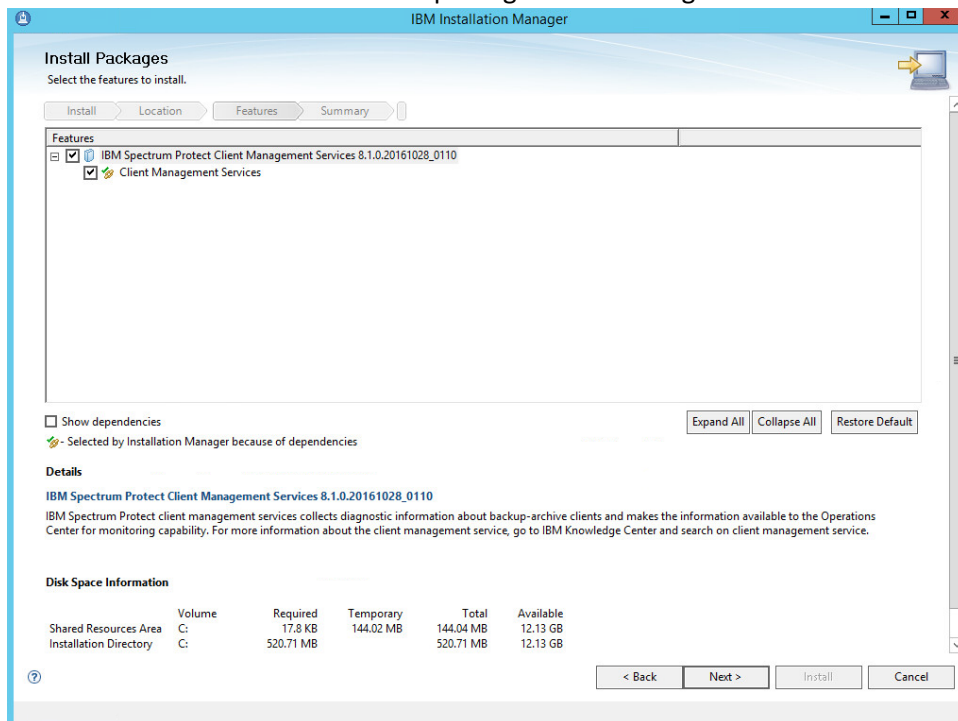 IBM Installation Manager
Install Packages
Select the features to install.
Install Location Features Summary
Features
IBM Spectrum Protect Client Management Services 8.1.0.20161028_0110
Client Management Services
Show dependencies
Expand All Collapse All Restore Default
- Selected by Installation Manager because of dependencies
Details
IBM Spectrum Protect Client Management Services 8.1.0.20161028_0110
IBM Spectrum Protect client management services collects diagnostic information about backup-archive clients and makes the information available to the Operations
Center for monitoring capability. For more information about the client management service, go to IBM Knowledge Center and search on client management service.
Disk Space Information
Volume Required Temporary Total Available
Shared Resources Area C: 17.8 KB 144.02 MB 144.04 MB 12.13 GB
Installation Directory C: 520.71 MB 520.71 MB 12.13 GB
? < Back Next > Install Cancel